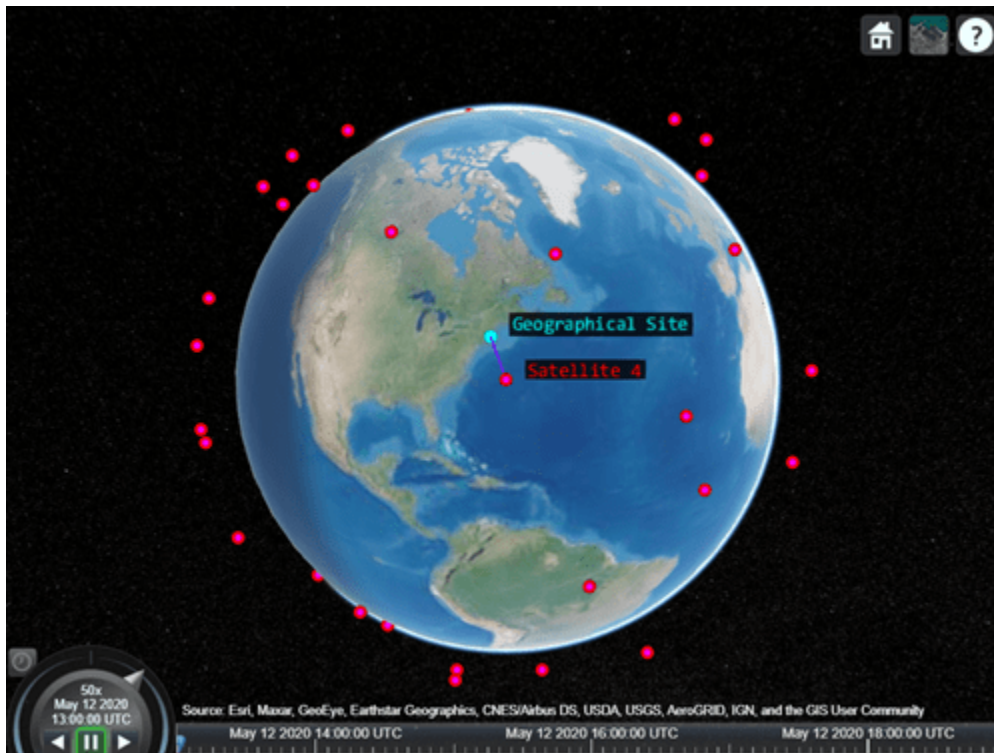 ?
Geographical Site
Satellite 4
50x
May 12 2020
13:00:00 UTC
Source: Esri, Maxar, GeoEye, Earthstar Geographics, CNES/Airbus DS, USDA, USGS, AeroGRID, IGN, and the GIS User Community
May 12 2020 14:00:00 UTC May 12 2020 16:00:00 UTC May 12 2020 18:00:00 UTC